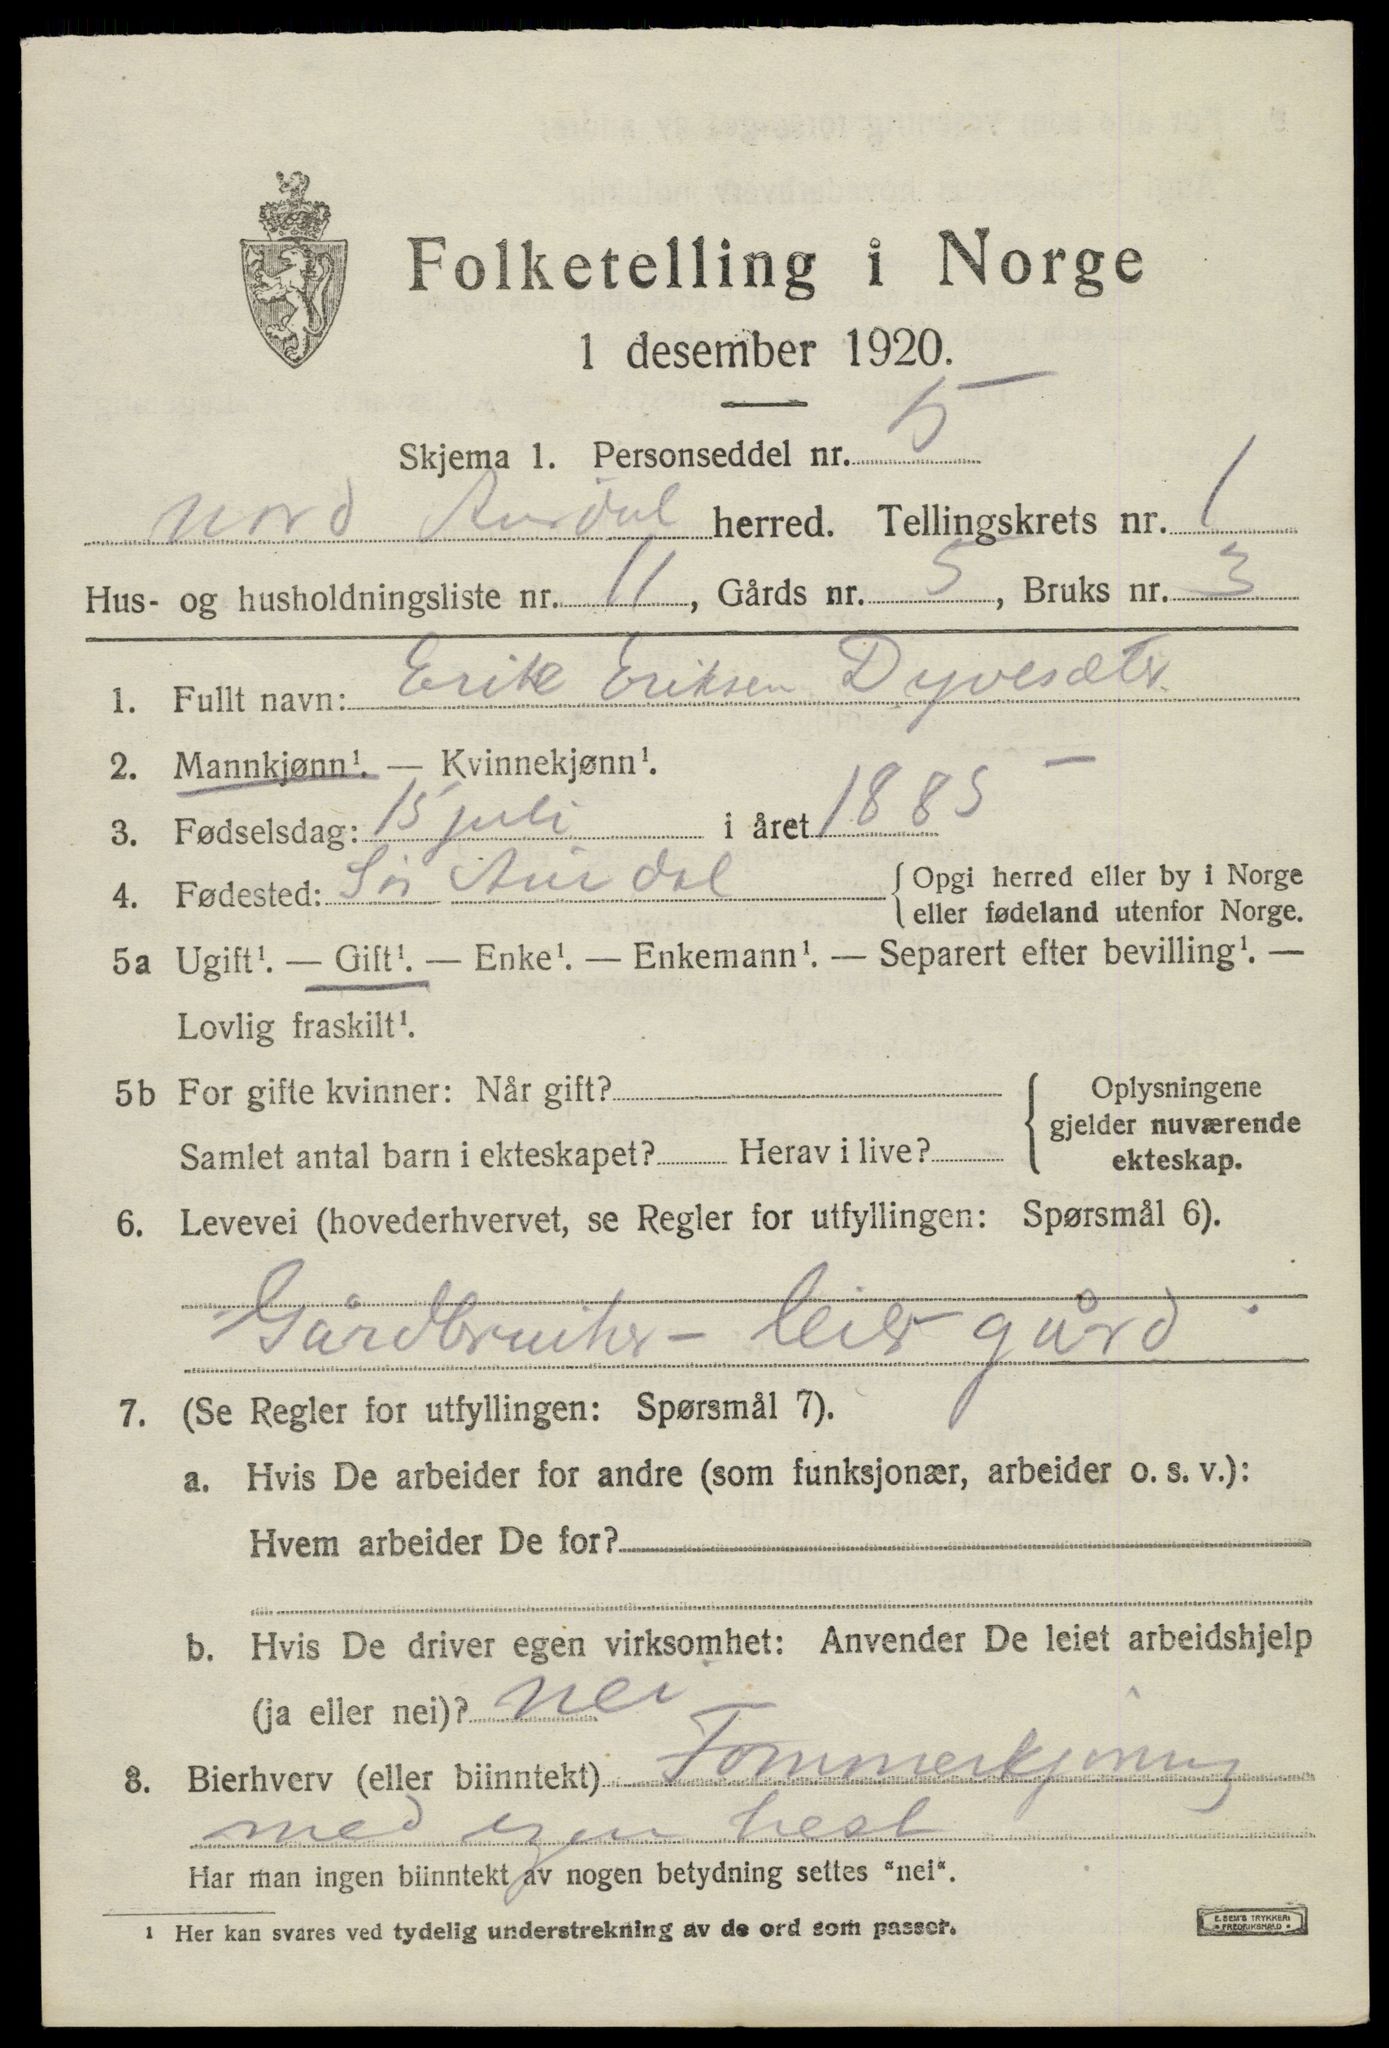 Folketelling i Norge
1 desember 1920.
Skjema 1. Personseddel nr. 5
Nord Aurdal herred. Tellingskrets nr. 1
Hus- og husholdningsliste nr. 11, Gårds nr. 5, Bruks nr. 3
1. Fullt navn: Erik Eriksen Dyvesæter
2. Mannkjønn¹. — Kvinnekjønn¹.
3. Fødselsdag: 15 juli i året 1885
4. Fødested: Sør Aurdal { Opgi herred eller by i Norge
eller fødeland utenfor Norge.
5a Ugift¹. — Gift¹. — Enke¹. — Enkemann¹. — Separert efter bevilling¹. —
Lovlig fraskilt¹.
5b For gifte kvinner: Når gift? { Oplysningene
gjelder nuværende
Samlet antal barn i ekteskapet? Herav i live? ekteskap.
6. Levevei (hovederhvervet, se Regler for utfyllingen: Spørsmål 6).
Gårdbruker - leier gård
7. (Se Regler for utfyllingen: Spørsmål 7).
a. Hvis De arbeider for andre (som funksjonær, arbeider o. s. v.):
Hvem arbeider De for?
b. Hvis De driver egen virksomhet: Anvender De leiet arbeidshjelp
(ja eller nei)? nei
8. Bierhverv (eller biinntekt) Tømmerkjøring
med egen hest
Har man ingen biinntekt av nogen betydning settes "nei".
¹ Her kan svares ved tydelig understrekning av de ord som passer.
E. SEM'S TRYKKERI
FREDRIKSHALD